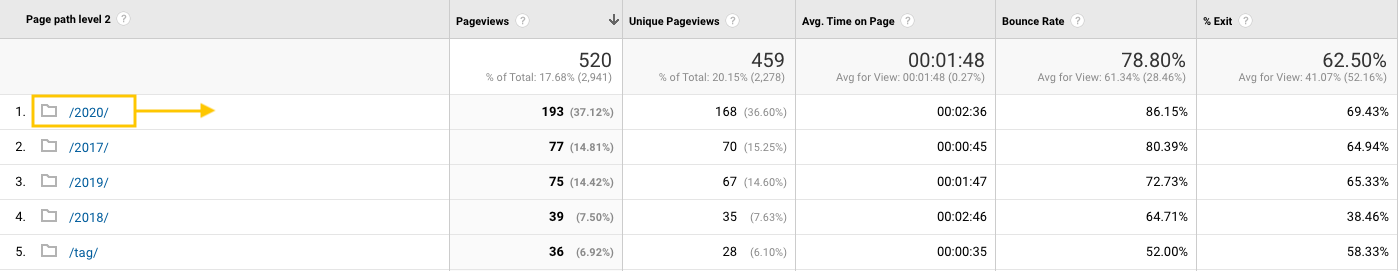 Page path level 2 ? Pageviews ? Unique Pageviews ? Avg. Time on Page ? Bounce Rate ? % Exit ?
520 459 00:01:48 78.80% 62.50%
% of Total: 17.68% (2,941) % of Total: 20.15% (2,278) Avg for View: 00:01:48 (0.27%) Avg for View: 61.34% (28.46%) Avg for View: 41.07% (52.16%)
1. /2020/ 193 (37.12%) 168 (36.60%) 00:02:36 86.15% 69.43%
2. /2017/ 77 (14.81%) 70 (15.25%) 00:00:45 80.39% 64.94%
3. /2019/ 75 (14.42%) 67 (14.60%) 00:01:47 72.73% 65.33%
4. /2018/ 39 (7.50%) 35 (7.63%) 00:02:46 64.71% 38.46%
5. /tag/ 36 (6.92%) 28 (6.10%) 00:00:35 52.00% 58.33%